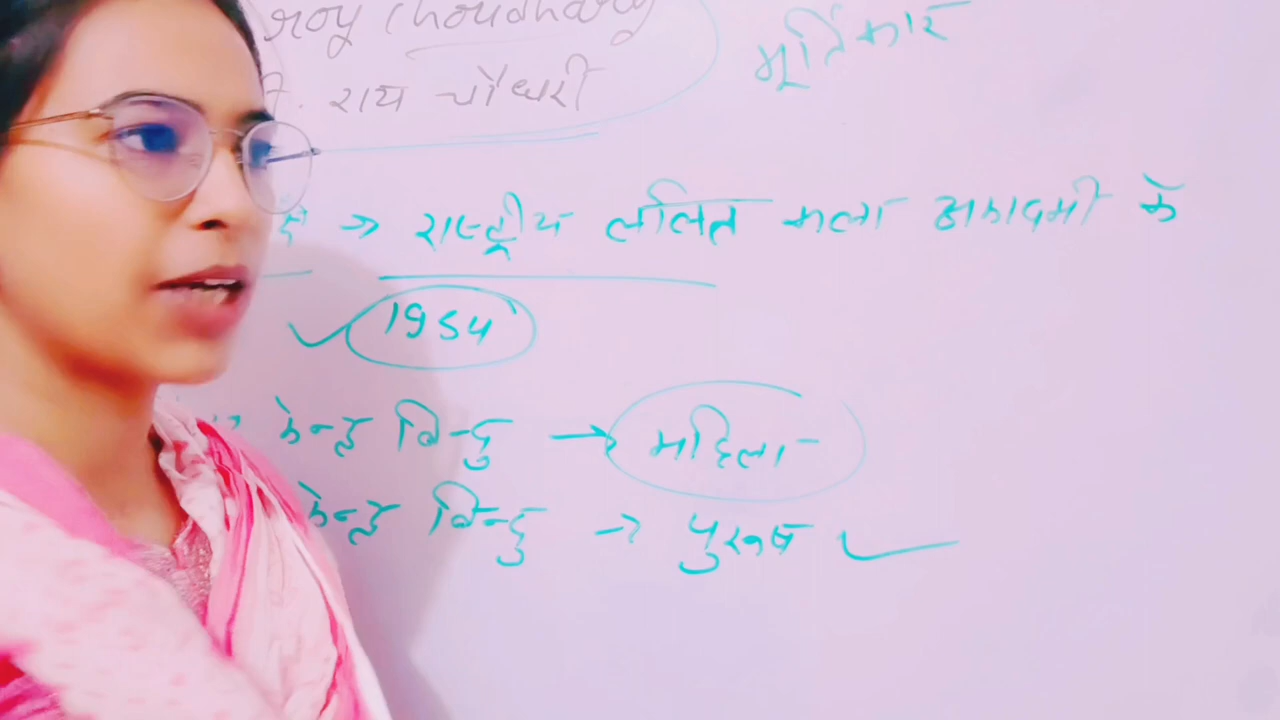 roy Choudhary
मूर्तिकार
राय चौधरी
→ राष्ट्रीय ललित कला अकादमी के
1954
केन्द्र बिन्दु → महिला
केन्द्र बिन्दु → पुरूष